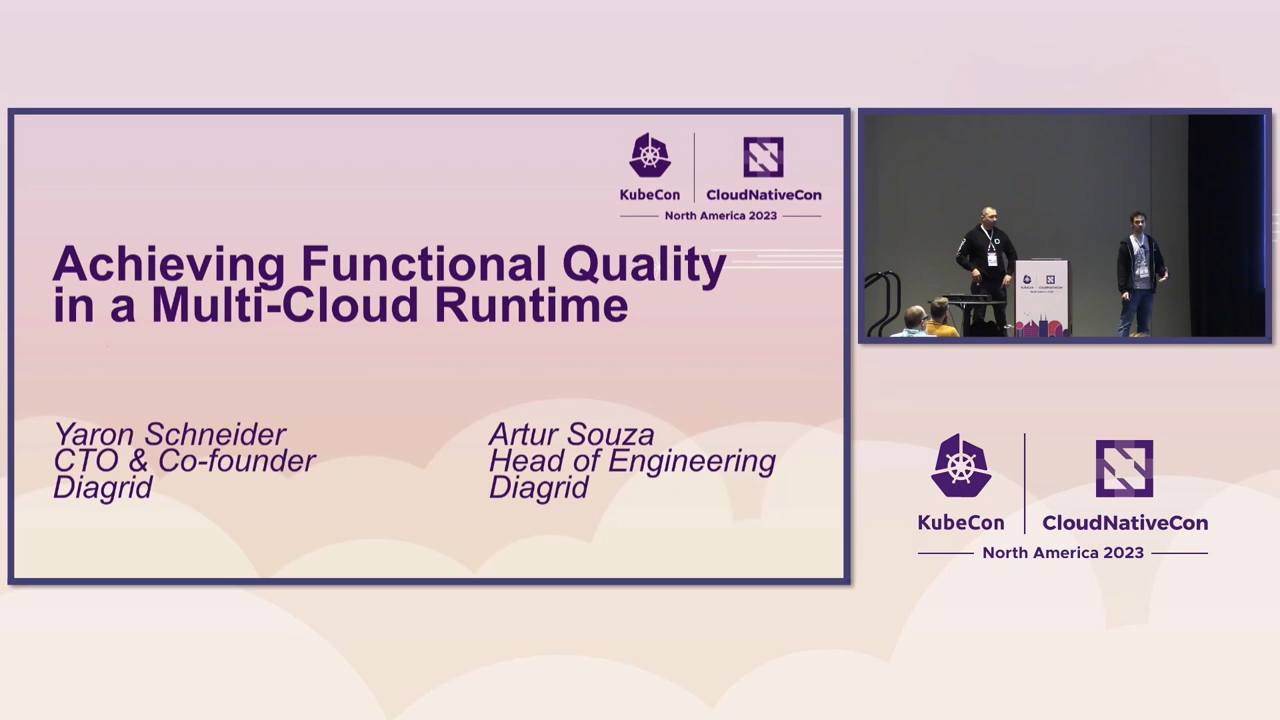 KubeCon
CloudNativeCon
North America 2023
Achieving Functional Quality
in a Multi-Cloud Runtime
Yaron Schneider
CTO & Co-founder
Diagrid
Artur Souza
Head of Engineering
Diagrid
KubeCon
CloudNativeCon
North America 2023